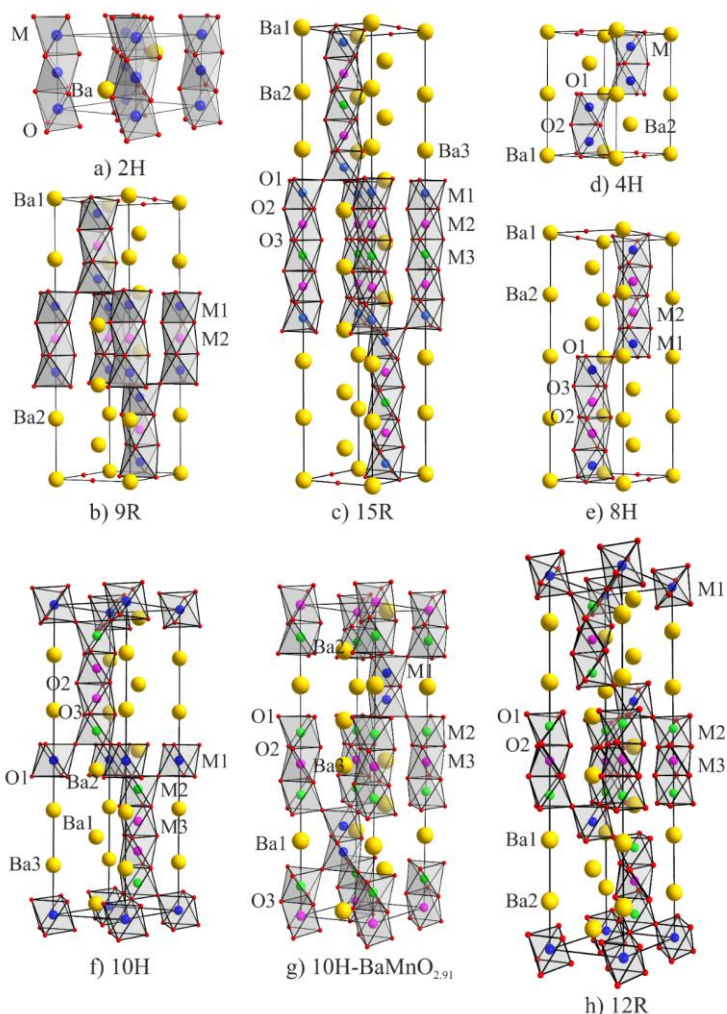 M
Ba
O
a) 2H
Ba1
Ba2
Ba3
O1
M1
O2
M2
O3
M3
c) 15R
M
O1
O2
Ba2
Ba1
d) 4H
Ba1
M1
M2
Ba2
b) 9R
Ba1
Ba2
M2
O1
M1
O3
O2
e) 8H
O2
O3
M1
O1
Ba2
M2
Ba1
M3
Ba3
f) 10H
Ba2
M1
O1
M2
O2
Ba3
M3
Ba1
O3
g) 10H-BaMnO2.91
M1
O1
M2
O2
M3
Ba1
Ba2
h) 12R